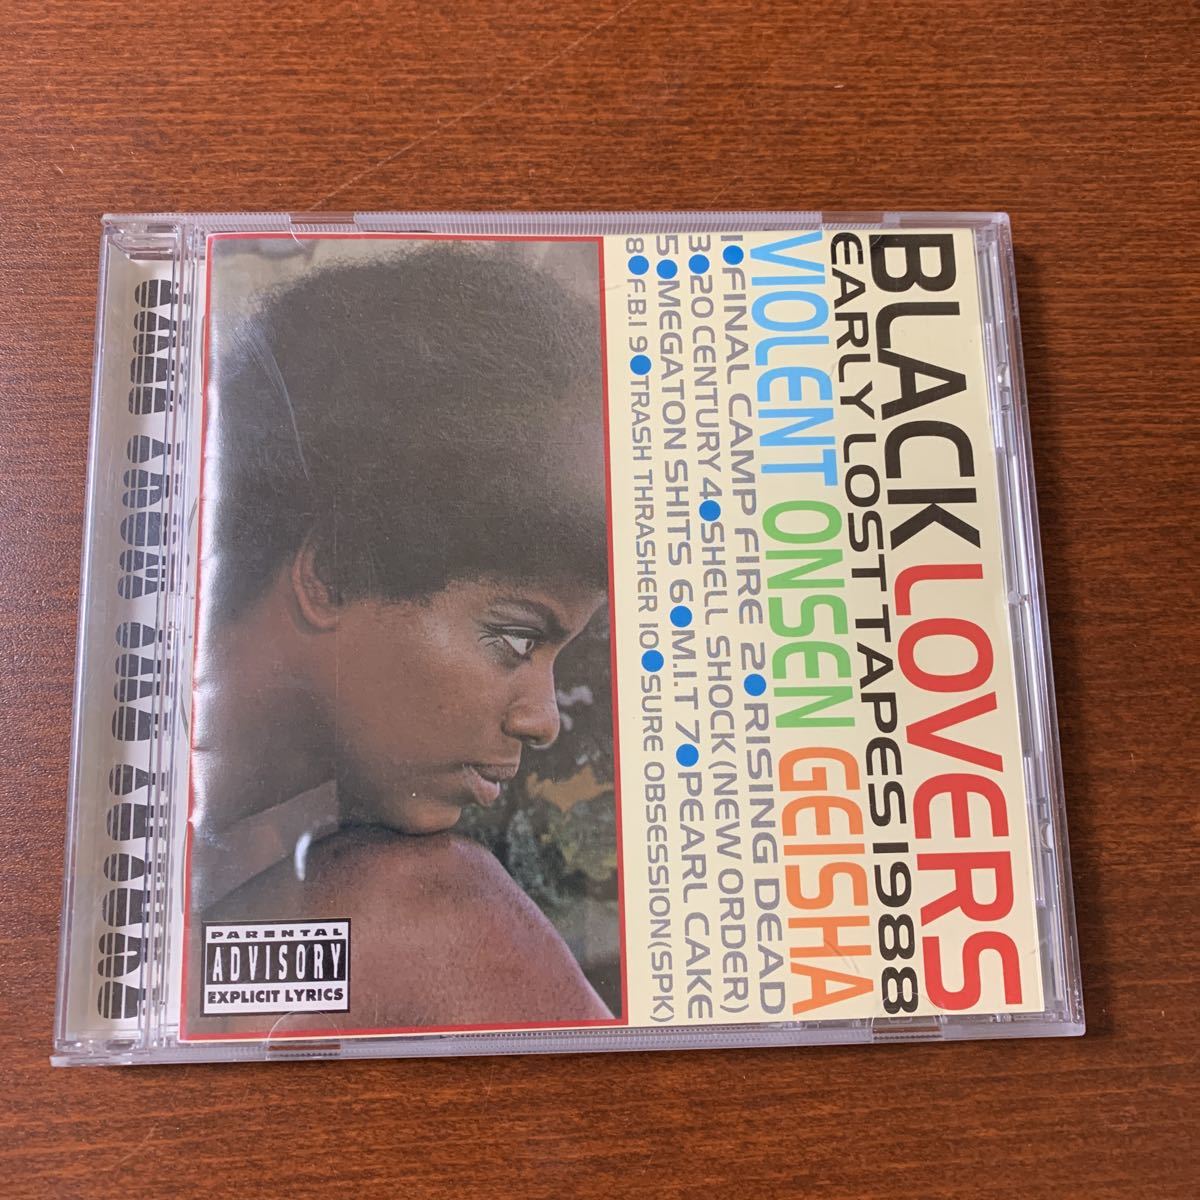 BLACK LOVERS
EARLY LOST TAPES 1988
VIOLENT ONSEN GEISHA
1●FINAL CAMP FIRE 2●RISING DEAD
3●20 CENTURY 4●SHELL SHOCK (NEW ORDER)
5●MEGATON SHITS 6●M.I.T 7●PEARL CAKE
8●F.B.I 9●TRASH THRASHER 10●SURE OBSESSION (SPK)
PARENTAL
ADVISORY
EXPLICIT LYRICS